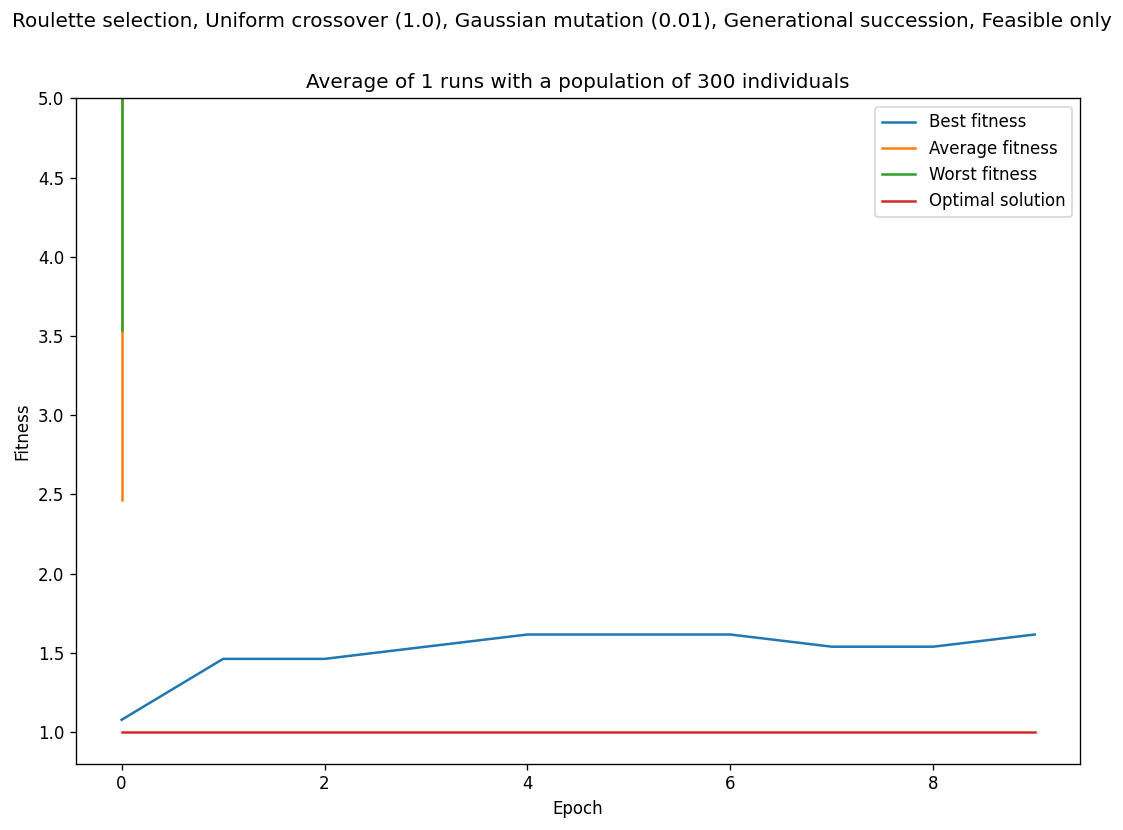 Roulette selection, Uniform crossover (1.0), Gaussian mutation (0.01), Generational succession, Feasible only
Average of 1 runs with a population of 300 individuals
5.0
4.5
4.0
3.5
3.0
2.5
2.0
1.5
1.0
Fitness
Best fitness
Average fitness
Worst fitness
Optimal solution
0
2
4
6
8
Epoch